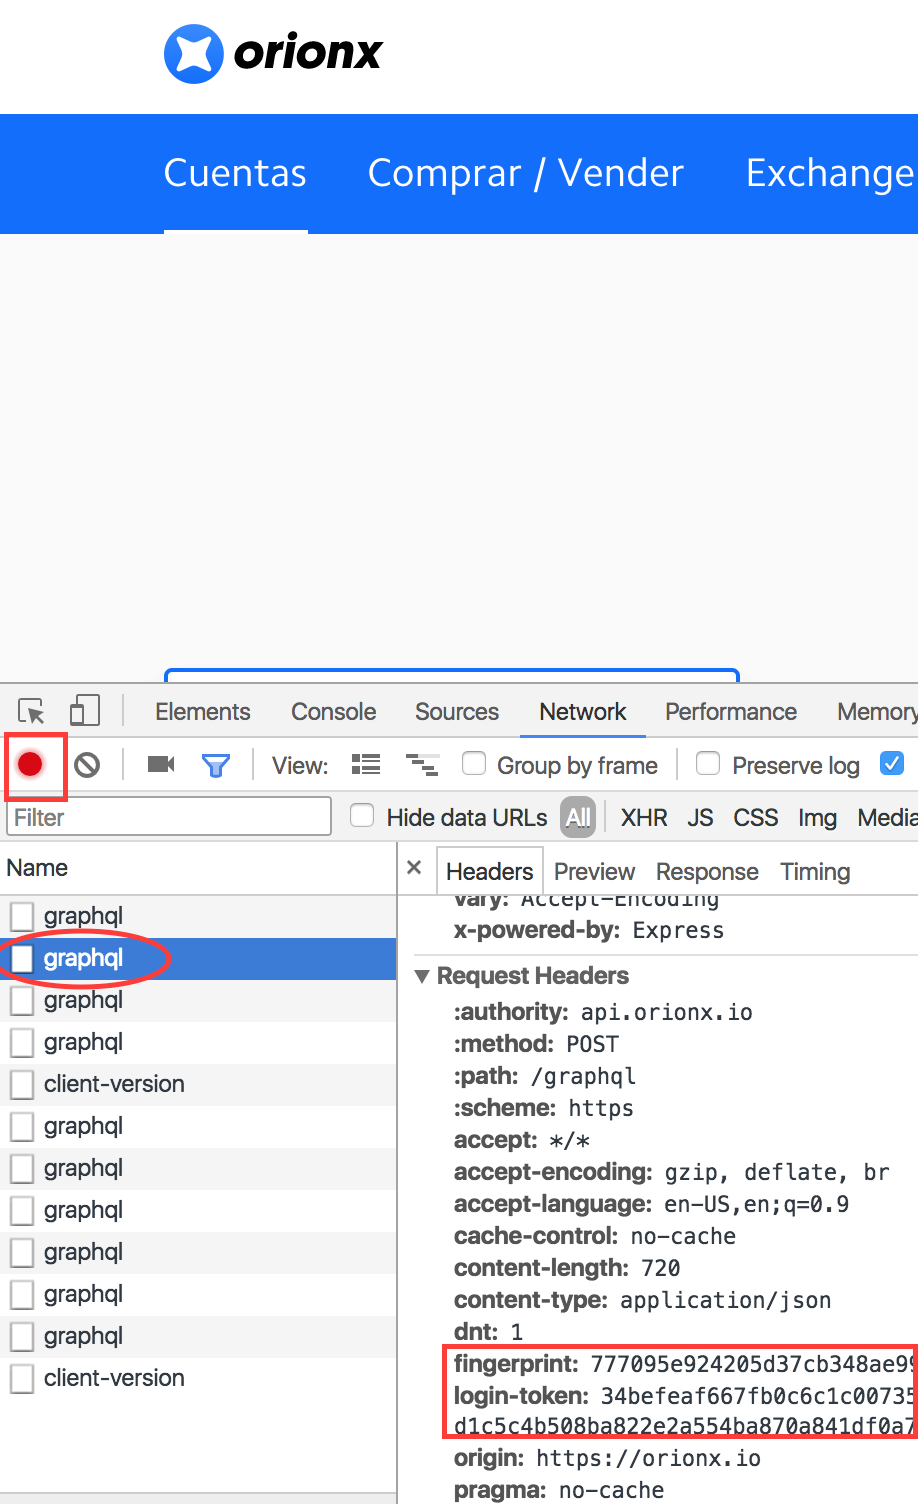 orionx
Cuentas Comprar / Vender Exchange
Elements Console Sources Network Performance Memory
View: Group by frame Preserve log
Filter Hide data URLs All XHR JS CSS Img Media
Name
Headers Preview Response Timing
graphql
graphql
graphql
graphql
client-version
graphql
graphql
graphql
graphql
graphql
graphql
client-version
vary: Accept-Encoding
x-powered-by: Express
Request Headers
:authority: api.orionx.io
:method: POST
:path: /graphql
:scheme: https
accept: */*
accept-encoding: gzip, deflate, br
accept-language: en-US,en;q=0.9
cache-control: no-cache
content-length: 720
content-type: application/json
dnt: 1
fingerprint: 777095e924205d37cb348ae99
login-token: 34befeaf667fb0c6c1c00735
d1c5c4b508ba822e2a554ba870a841df0a7
origin: https://orionx.io
pragma: no-cache